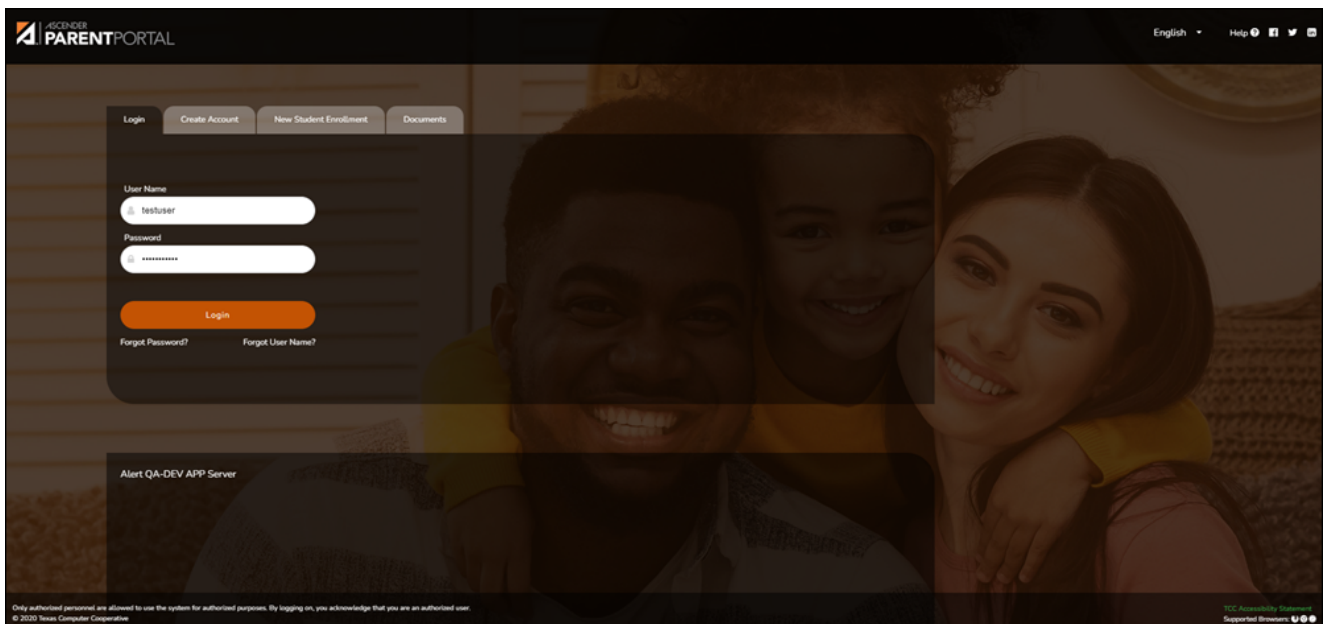 ASCENDER
PARENTPORTAL
English
Help
Login
Create Account
New Student Enrollment
Documents
User Name
testuser
Password
•••••••••••
Login
Forgot Password?
Forgot User Name?
Alert QA-DEV APP Server
Only authorized personnel are allowed to use the system for authorized purposes. By logging on, you acknowledge that you are an authorized user.
© 2020 Texas Computer Cooperative
TCC Accessibility Statement
Supported Browsers: